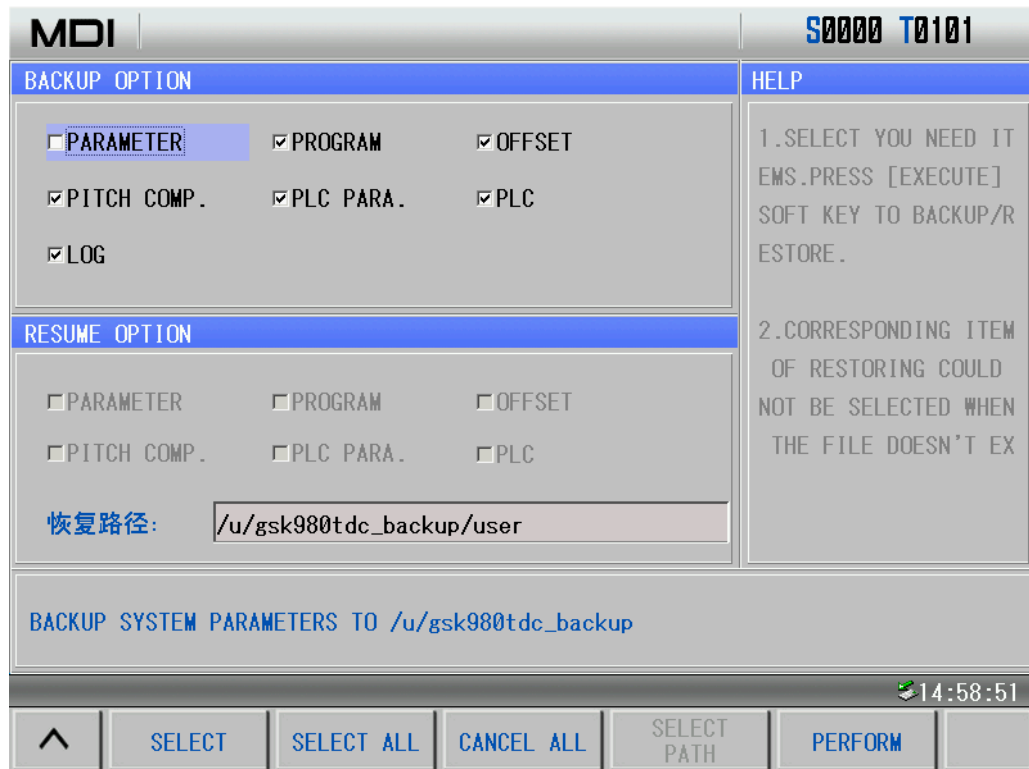 MDI
S0000 T0101
BACKUP OPTION
PARAMETER PROGRAM OFFSET
PITCH COMP. PLC PARA. PLC
LOG
RESUME OPTION
PARAMETER PROGRAM OFFSET
PITCH COMP. PLC PARA. PLC
恢复路径: /u/gsk980tdc_backup/user
HELP
1.SELECT YOU NEED IT
EMS.PRESS [EXECUTE]
SOFT KEY TO BACKUP/R
ESTORE.
2.CORRESPONDING ITEM
OF RESTORING COULD
NOT BE SELECTED WHEN
THE FILE DOESN'T EX
BACKUP SYSTEM PARAMETERS TO /u/gsk980tdc_backup
14:58:51
SELECT
SELECT ALL
CANCEL ALL
SELECT
PATH
PERFORM